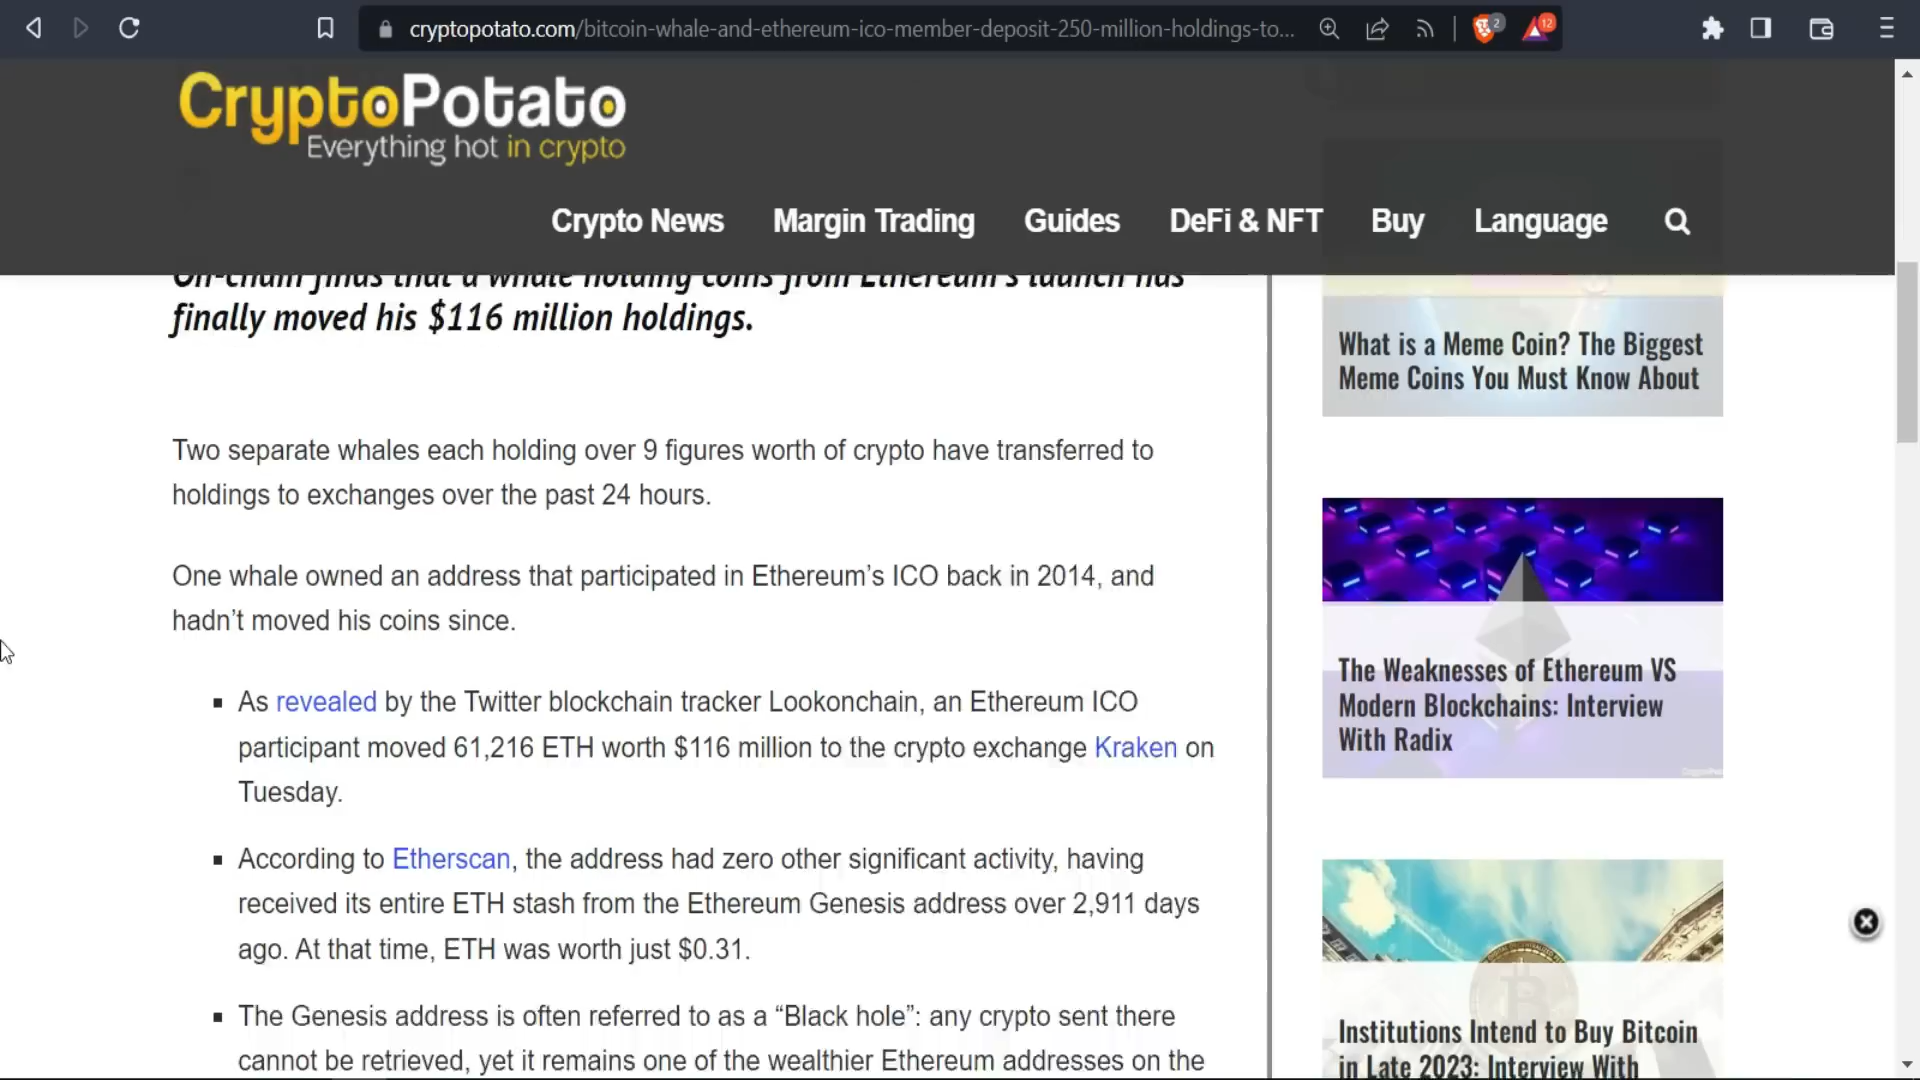 cryptopotato.com/bitcoin-whale-and-ethereum-ico-member-deposit-250-million-holdings-to...
2
12
CryptoPotato
Everything hot in crypto
Crypto News
Margin Trading
Guides
DeFi & NFT
Buy
Language
On-chain finds that a whale holding coins from Ethereum's launch has
finally moved his $116 million holdings.
Two separate whales each holding over 9 figures worth of crypto have transferred to
holdings to exchanges over the past 24 hours.
One whale owned an address that participated in Ethereum’s ICO back in 2014, and
hadn’t moved his coins since.
▪ As revealed by the Twitter blockchain tracker Lookonchain, an Ethereum ICO
participant moved 61,216 ETH worth $116 million to the crypto exchange Kraken on
Tuesday.
▪ According to Etherscan, the address had zero other significant activity, having
received its entire ETH stash from the Ethereum Genesis address over 2,911 days
ago. At that time, ETH was worth just $0.31.
▪ The Genesis address is often referred to as a “Black hole”: any crypto sent there
cannot be retrieved, yet it remains one of the wealthier Ethereum addresses on the
What is a Meme Coin? The Biggest
Meme Coins You Must Know About
The Weaknesses of Ethereum VS
Modern Blockchains: Interview
With Radix
Institutions Intend to Buy Bitcoin
in Late 2023: Interview With